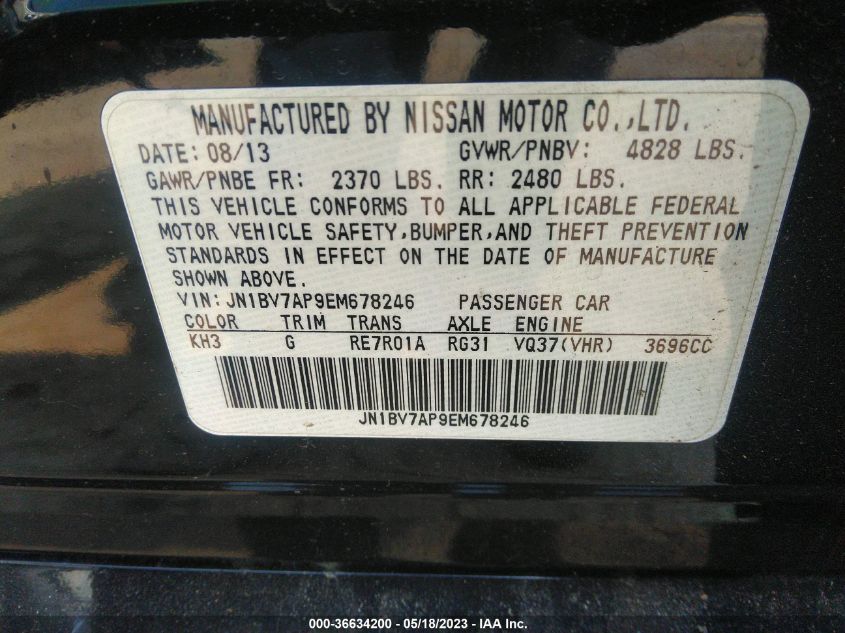 MANUFACTURED BY NISSAN MOTOR CO.,LTD.
DATE: 08/13 GVWR/PNBV: 4828 LBS.
GAWR/PNBE FR: 2370 LBS. RR: 2480 LBS.
THIS VEHICLE CONFORMS TO ALL APPLICABLE FEDERAL
MOTOR VEHICLE SAFETY,BUMPER,AND THEFT PREVENTION
STANDARDS IN EFFECT ON THE DATE OF MANUFACTURE
SHOWN ABOVE.
VIN: JN1BV7AP9EM678246 PASSENGER CAR
COLOR TRIM TRANS AXLE ENGINE
KH3 G RE7R01A RG31 VQ37(VHR) 3696CC
JN1BV7AP9EM678246
000-36634200 - 05/18/2023 - © IAA Inc.